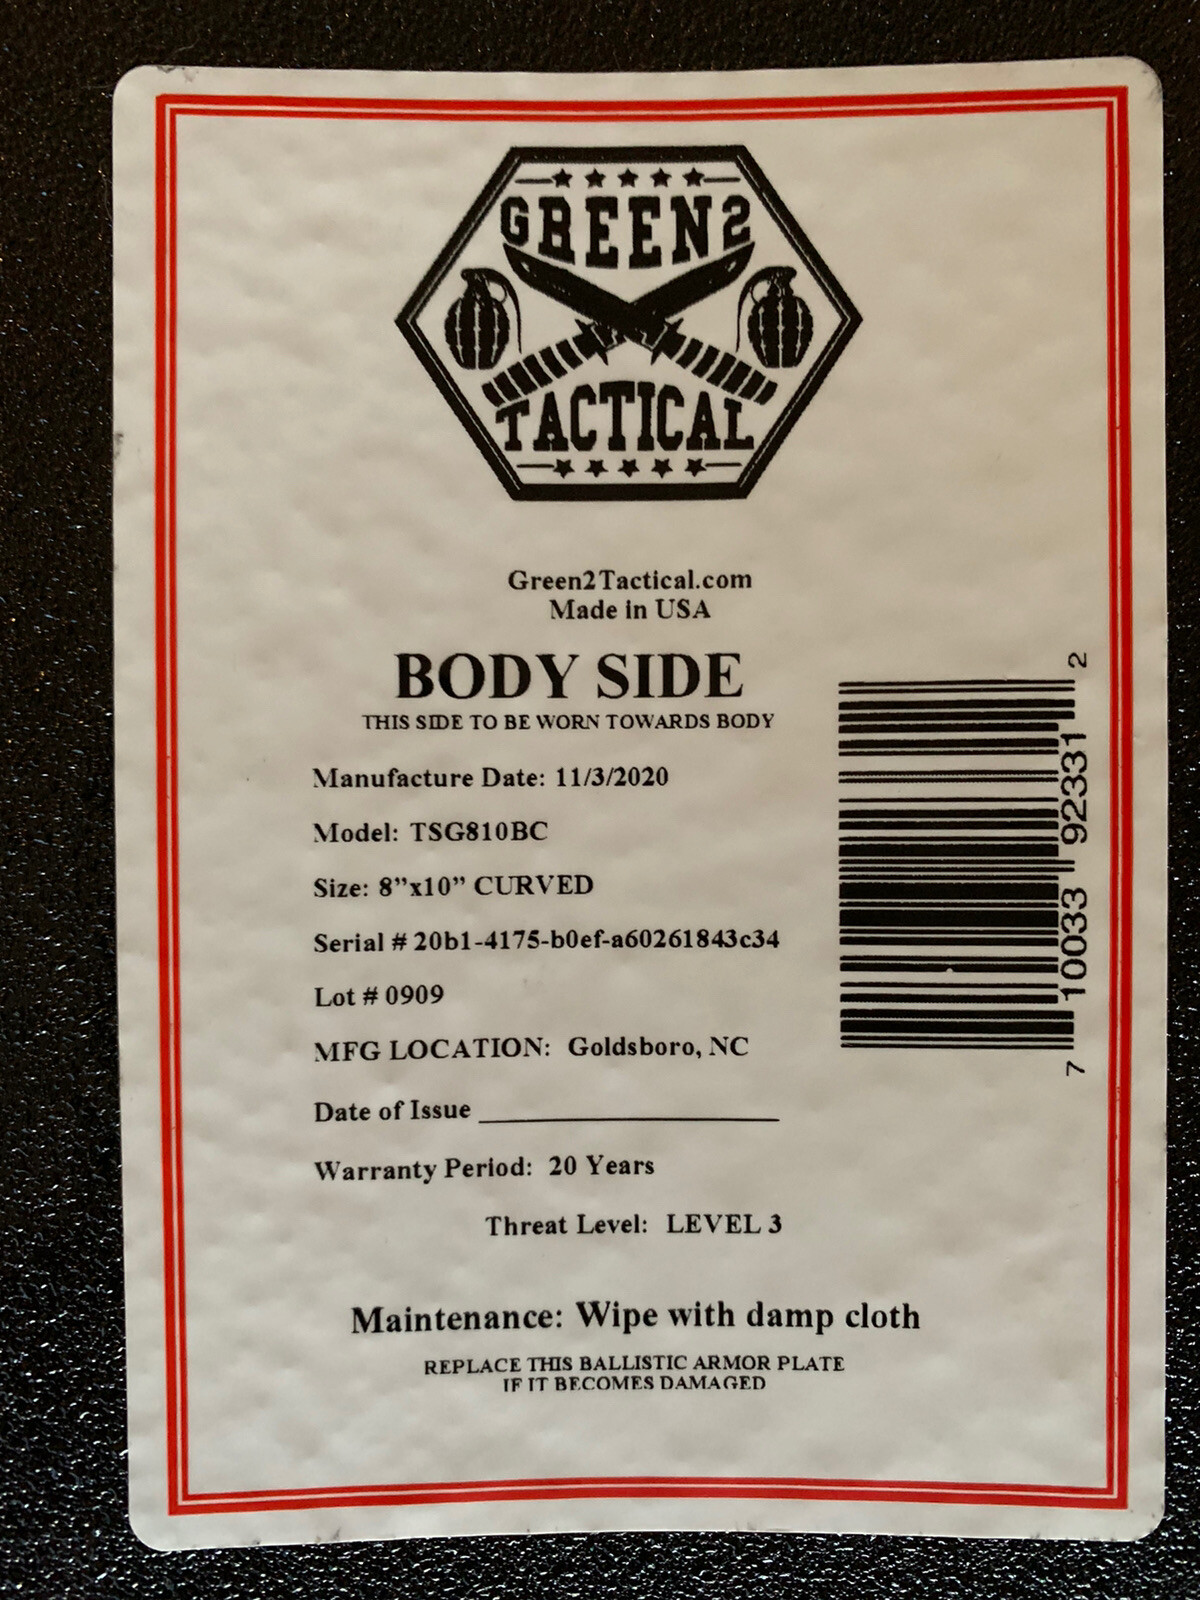 GREEN2
TACTICAL
Green2Tactical.com
Made in USA
BODY SIDE
THIS SIDE TO BE WORN TOWARDS BODY
Manufacture Date: 11/3/2020
Model: TSG810BC
Size: 8”x10” CURVED
Serial # 20b1-4175-b0ef-a60261843c34
Lot # 0909
MFG LOCATION: Goldsboro, NC
Date of Issue
Warranty Period: 20 Years
Threat Level: LEVEL 3
Maintenance: Wipe with damp cloth
REPLACE THIS BALLISTIC ARMOR PLATE
IF IT BECOMES DAMAGED
7 10033 92331 2